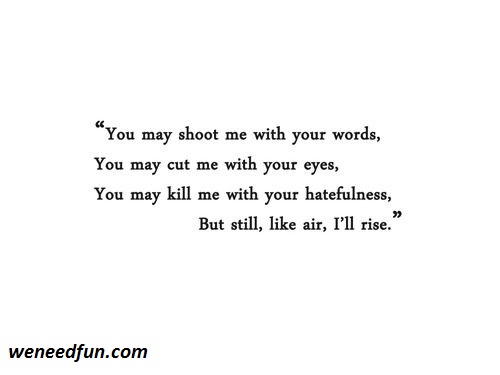 “You may shoot me with your words,
You may cut me with your eyes,
You may kill me with your hatefulness,
But still, like air, I’ll rise.”
weneedfun.com